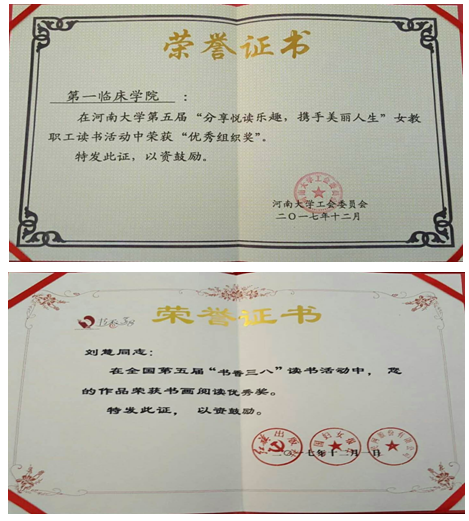 荣誉证书
第一临床学院:
在河南大学第五届“分享悦读乐趣,携手美丽人生”女教
职工读书活动中荣获“优秀组织奖”。
特发此证,以资鼓励。
河南大学工会委员会
二〇一七年十二月
荣誉证书
刘慧同志:
在全国第五届“书香三八”读书活动中,您
的作品荣获书画阅读优秀奖。
特发此证,以资鼓励。
二〇一七年十二月一日